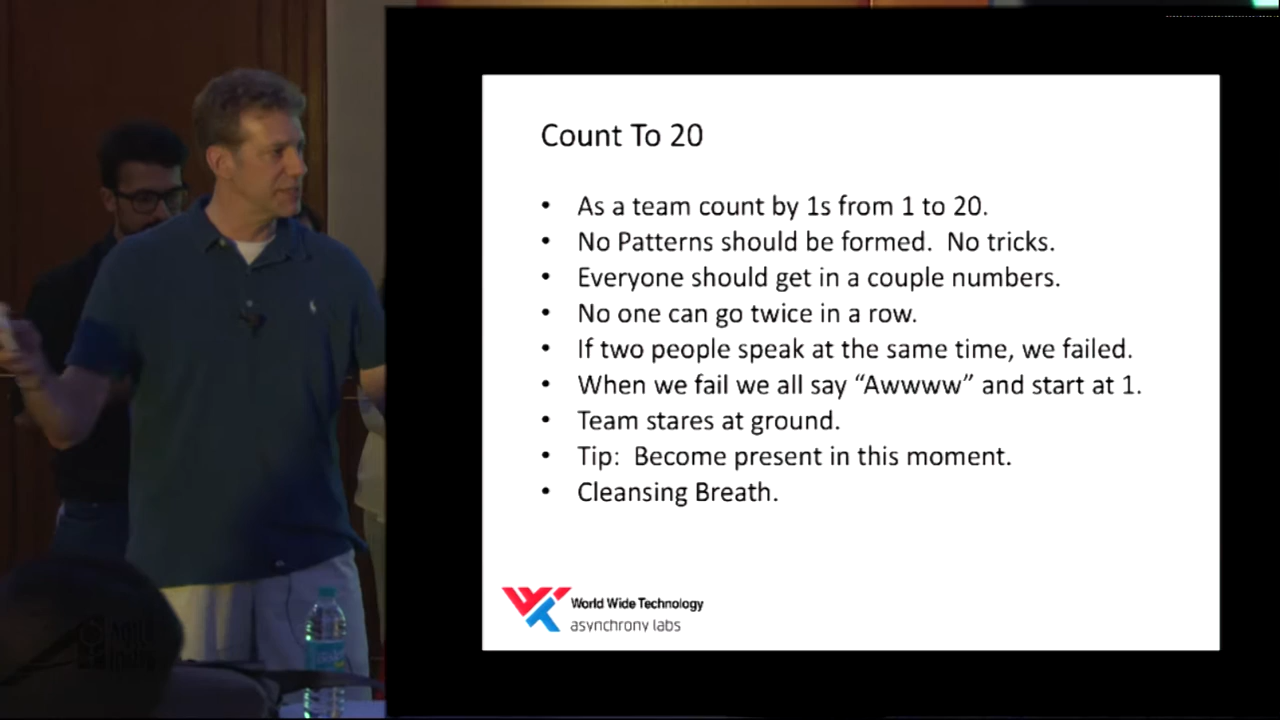 Count To 20
• As a team count by 1s from 1 to 20.
• No Patterns should be formed.  No tricks.
• Everyone should get in a couple numbers.
• No one can go twice in a row.
• If two people speak at the same time, we failed.
• When we fail we all say “Awwww” and start at 1.
• Team stares at ground.
• Tip:  Become present in this moment.
• Cleansing Breath.
World Wide Technology
asynchrony labs